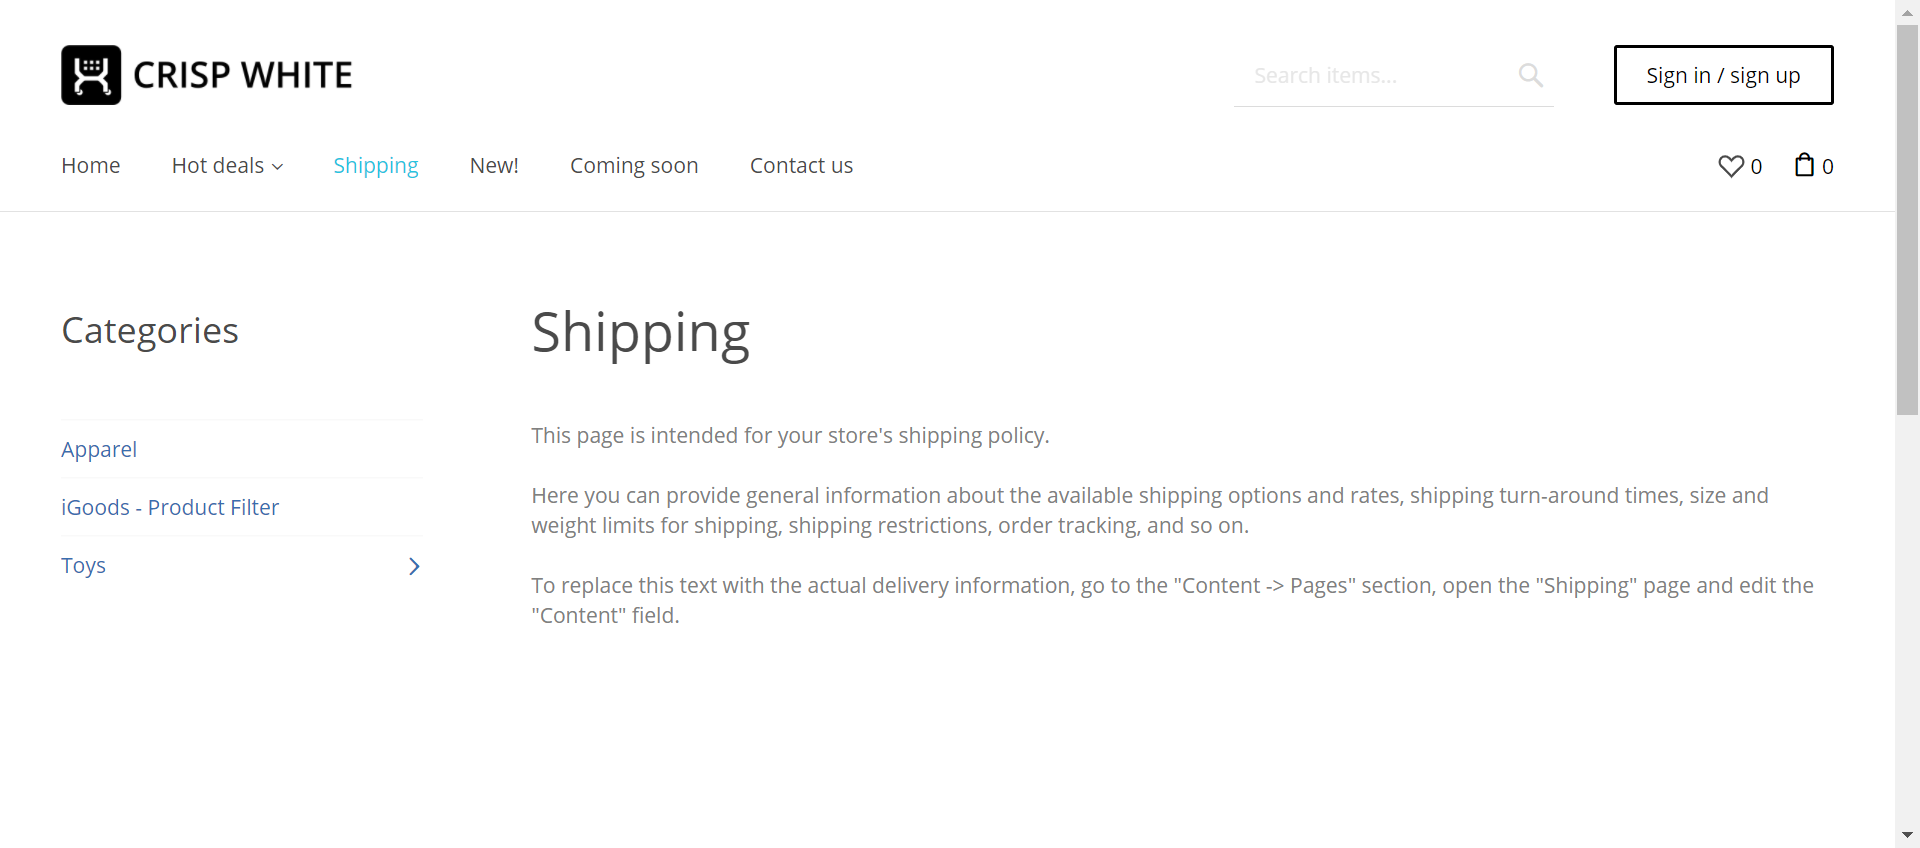 CRISP WHITE
Search items...
Sign in / sign up
Home
Hot deals
Shipping
New!
Coming soon
Contact us
0
0
Categories
Apparel
iGoods - Product Filter
Toys
Shipping
This page is intended for your store's shipping policy.
Here you can provide general information about the available shipping options and rates, shipping turn-around times, size and
weight limits for shipping, shipping restrictions, order tracking, and so on.
To replace this text with the actual delivery information, go to the "Content -> Pages" section, open the "Shipping" page and edit the
"Content" field.